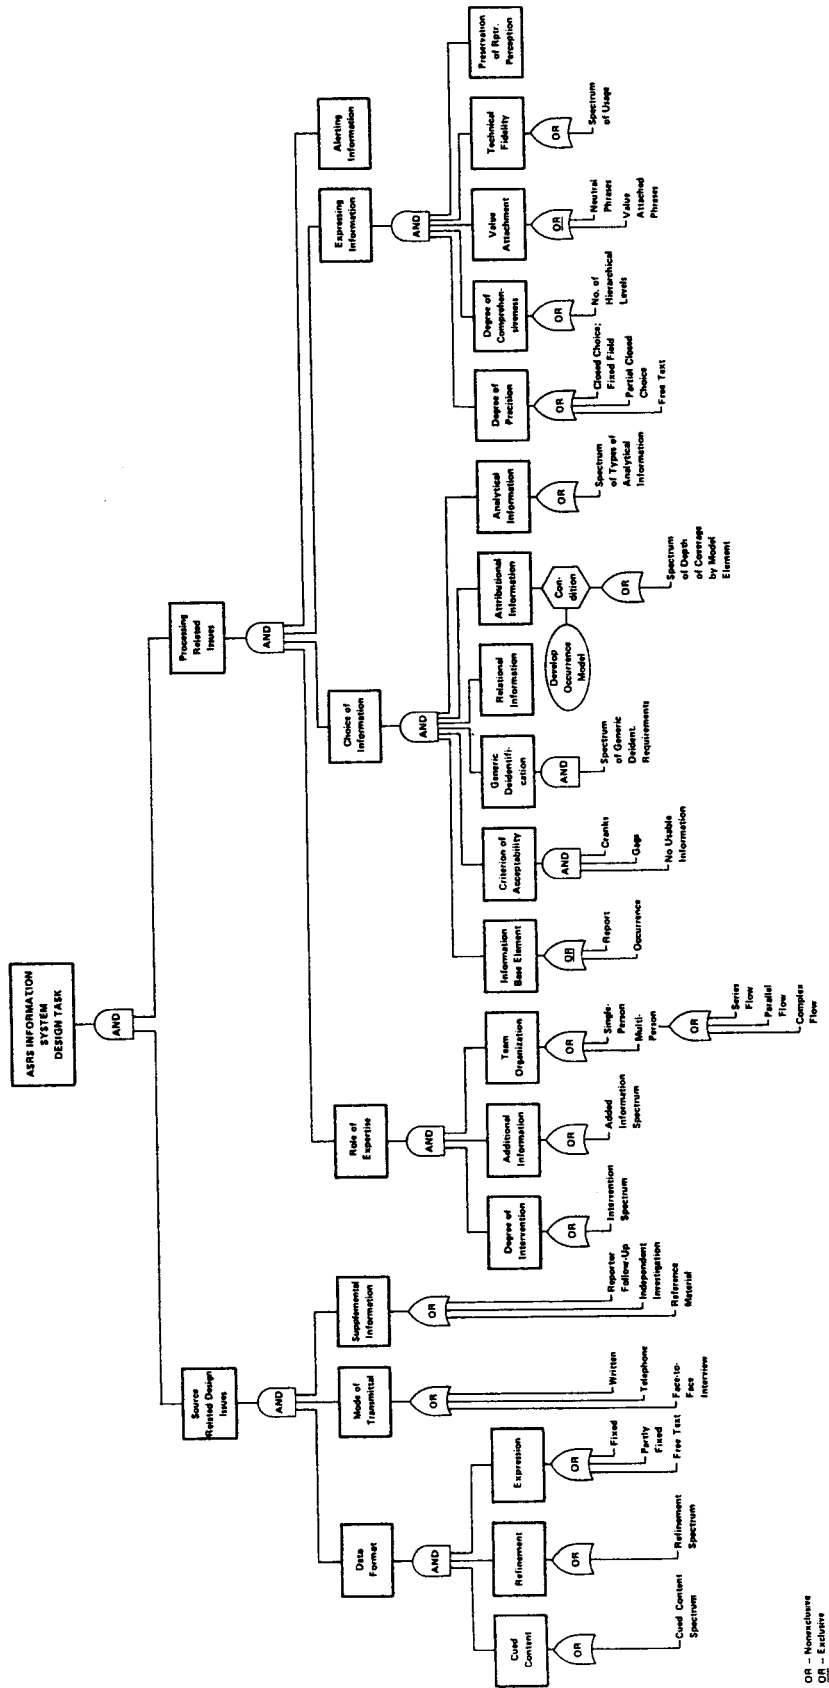 ASRS INFORMATION
SYSTEM
DESIGN TASK
AND
Source
Related Design
Issues
AND
Processing
Related
Issues
AND
Data
Format
AND
Mode of
Transmittal
OR
Written
Telephone
Face-to-
Face
Interview
Supplemental
Information
OR
Reporter
Follow-Up
Independent
Investigation
Reference
Material
Cued
Content
OR
Cued Content
Spectrum
Refinement
OR
Refinement
Spectrum
Expression
OR
Fixed
Partly
Fixed
Free Text
Role of
Expertise
AND
Degree of
Intervention
OR
Intervention
Spectrum
Additional
Information
OR
Added
Information
Spectrum
Team
Organization
OR
Single-
Person
Multi-
Person
OR
Series
Flow
Parallel
Flow
Complex
Flow
Choice of
Information
AND
Information
Base Element
OR
Report
Occurrence
Criterion of
Acceptability
AND
Cranks
Gags
No Usable
Information
Generic
Deidentifi-
cation
AND
Spectrum
of Generic
Deident.
Requirements
Relational
Information
Attributional
Information
Con-
dition
Develop
Occurrence
Model
OR
Spectrum
of Depth
of Coverage
by Model
Element
Analytical
Information
OR
Spectrum
of Types of
Analytical
Information
Expressing
Information
AND
Degree of
Precision
OR
Closed Choice;
Fixed Field
Partial Closed
Choice
Free Text
Degree of
Comprehen-
siveness
OR
No. of
Hierarchical
Levels
Value
Attachment
OR
Neutral
Phrases
Value
Attached
Phrases
Technical
Fidelity
OR
Spectrum
of Usage
Preservation
of Rptr.
Perception
Alerting
Information
OR – Nonexclusive
OR – Exclusive